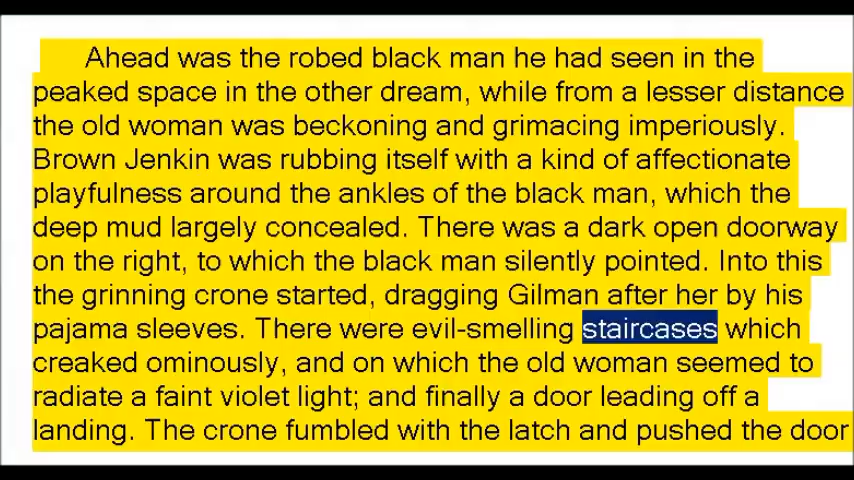 Ahead was the robed black man he had seen in the
peaked space in the other dream, while from a lesser distance
the old woman was beckoning and grimacing imperiously.
Brown Jenkin was rubbing itself with a kind of affectionate
playfulness around the ankles of the black man, which the
deep mud largely concealed. There was a dark open doorway
on the right, to which the black man silently pointed. Into this
the grinning crone started, dragging Gilman after her by his
pajama sleeves. There were evil-smelling staircases which
creaked ominously, and on which the old woman seemed to
radiate a faint violet light; and finally a door leading off a
landing. The crone fumbled with the latch and pushed the door